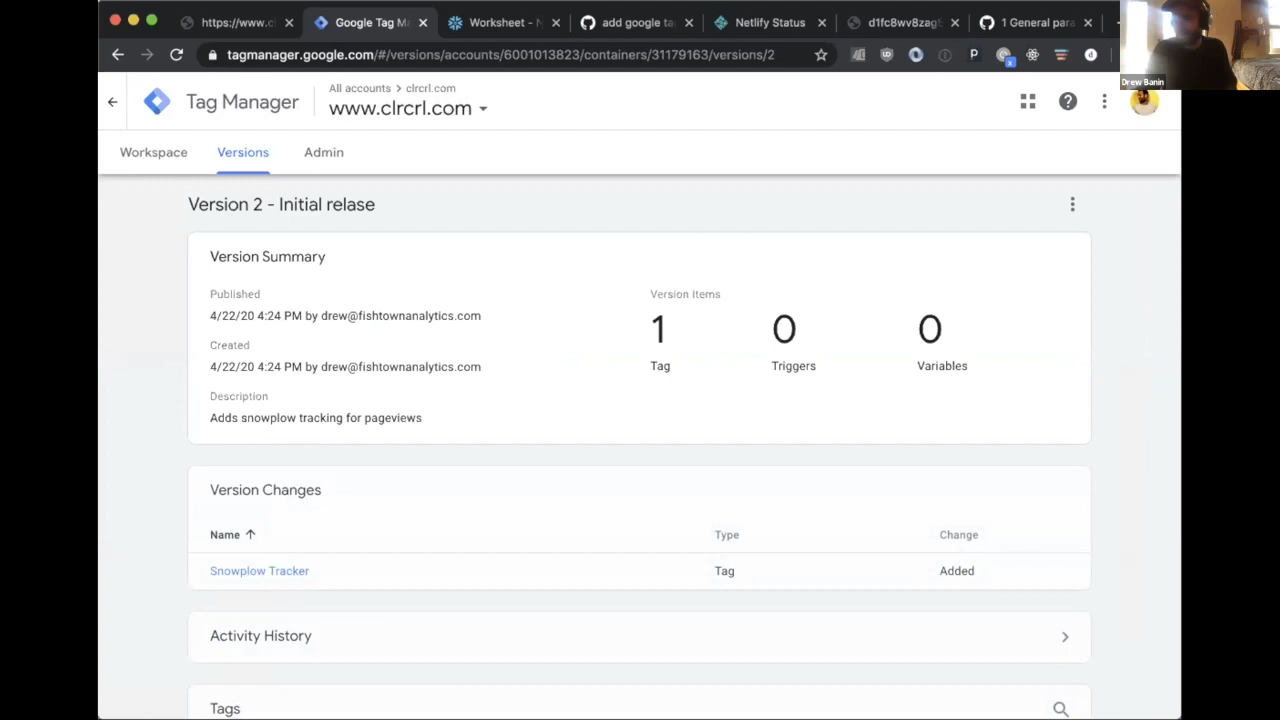 https://www.c
Google Tag Ma
Worksheet - N
add google ta
Netlify Status
d1fc8wv8zag5
1 General para
tagmanager.google.com/#/versions/accounts/6001013823/containers/31179163/versions/2
Drew Banin
Tag Manager
All accounts > clrcrl.com
www.clrcrl.com
Workspace
Versions
Admin
Version 2 - Initial relase
Version Summary
Published
4/22/20 4:24 PM by drew@fishtownanalytics.com
Created
4/22/20 4:24 PM by drew@fishtownanalytics.com
Description
Adds snowplow tracking for pageviews
Version Items
1 0 0
Tag Triggers Variables
Version Changes
Name Type Change
Snowplow Tracker Tag Added
Activity History
Tags